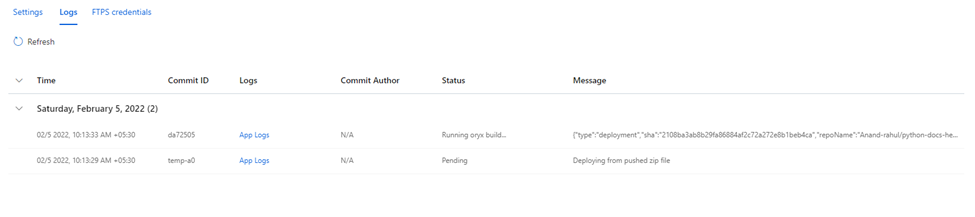 Settings Logs FTPS credentials
Refresh
Time Commit ID Logs Commit Author Status Message
Saturday, February 5, 2022 (2)
02/5 2022, 10:13:33 AM +05:30 da72505 App Logs N/A Running oryx build... {"type":"deployment","sha":"2108ba3ab8b29fa86884af2c72a272e8b1beb4ca","repoName":"Anand-rahul/python-docs-he...
02/5 2022, 10:13:29 AM +05:30 temp-a0 App Logs N/A Pending Deploying from pushed zip file